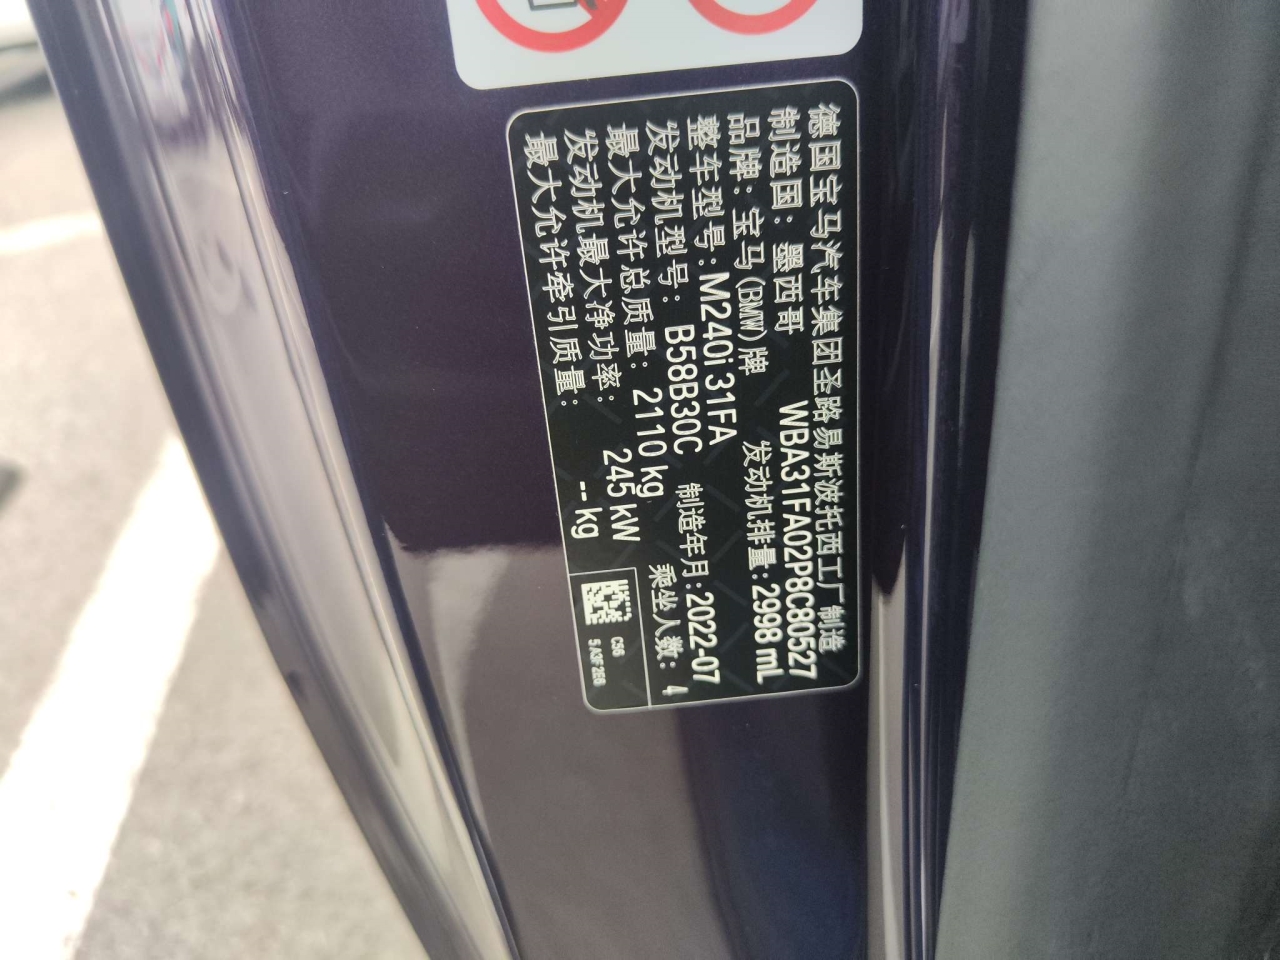 德国宝马汽车集团圣路易斯波托西工厂制造
制造国：墨西哥 WBA31FA02P8C80527
品牌：宝马(BMW)牌 发动机排量：2998 mL
整车型号：M240i 31FA 制造年月：2022-07
发动机型号：B58B30C 乘坐人数：4
最大允许总质量：2110 kg
发动机最大净功率：245 kW
最大允许牵引质量：-- kg
C56
5A3F2E6